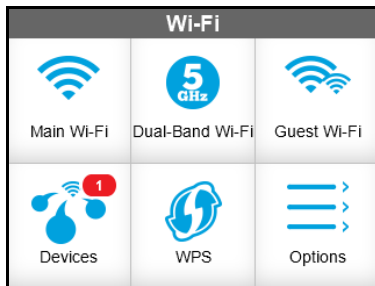 Wi-Fi
5
GHz
Main Wi-Fi
Dual-Band Wi-Fi
Guest Wi-Fi
1
Devices
WPS
Options